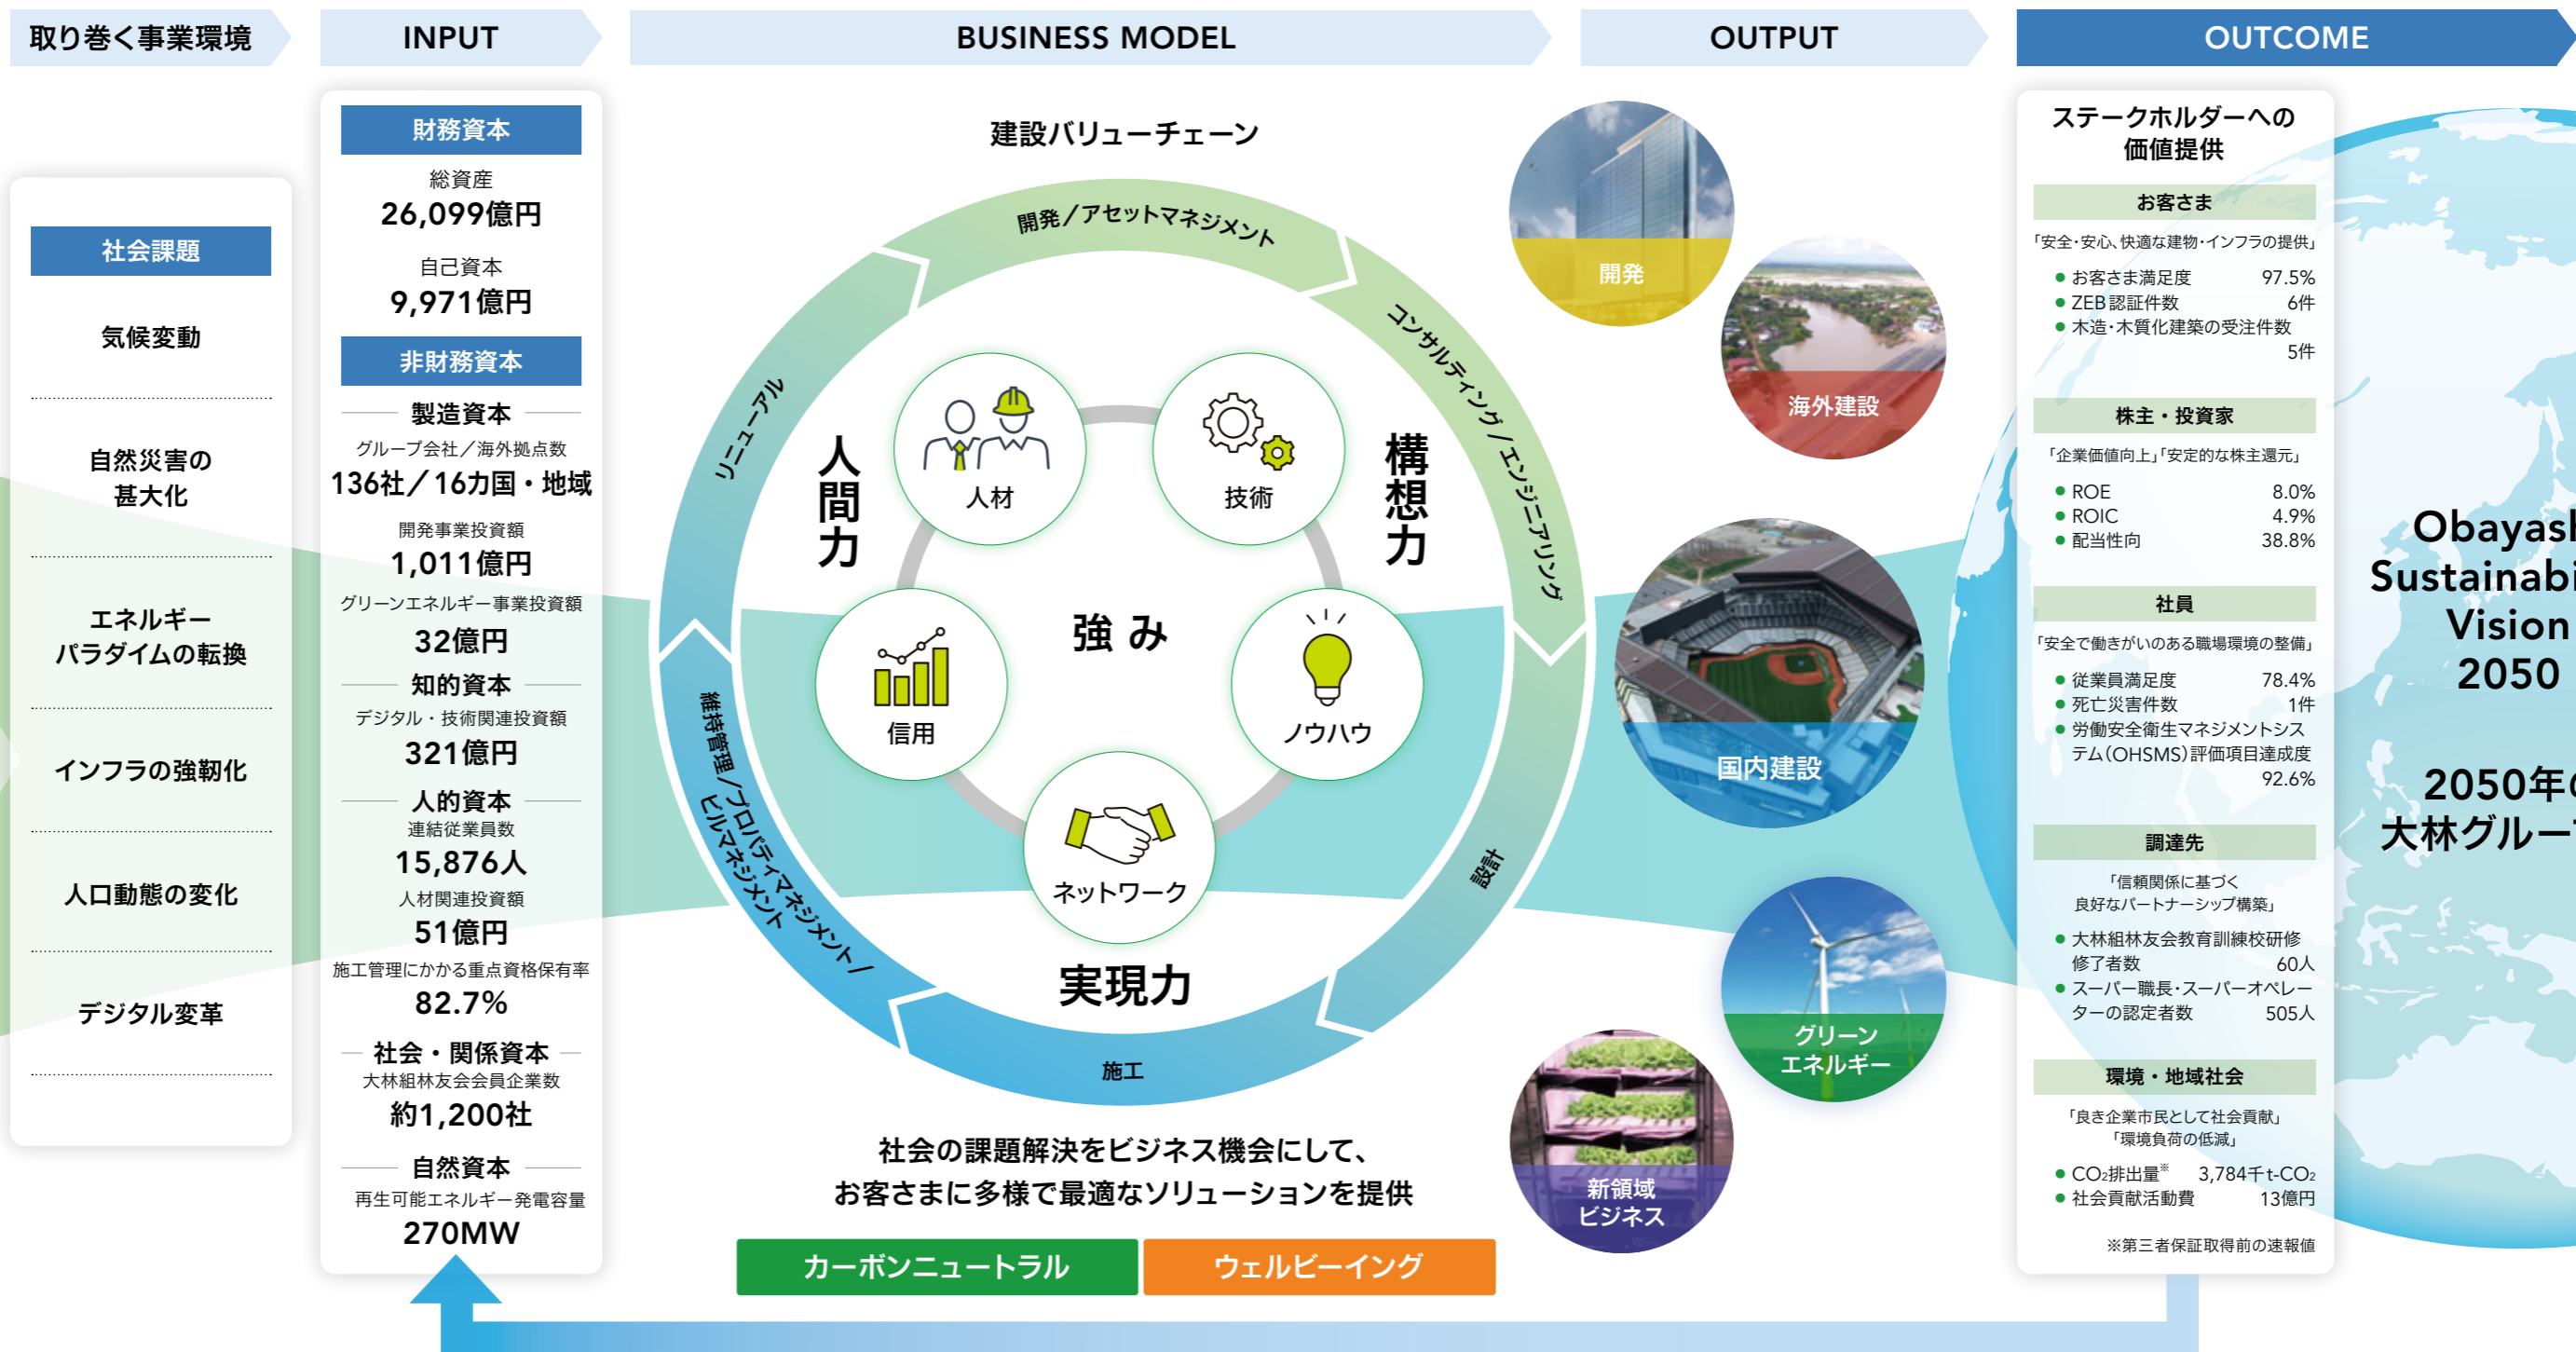 取り巻く事業環境
INPUT
BUSINESS MODEL
OUTPUT
OUTCOME
社会課題
気候変動
自然災害の
甚大化
エネルギー
パラダイムの転換
インフラの強靭化
人口動態の変化
デジタル変革
財務資本
総資産
26,099億円
自己資本
9,971億円
非財務資本
製造資本
グループ会社／海外拠点数
136社／16カ国・地域
開発事業投資額
1,011億円
グリーンエネルギー事業投資額
32億円
知的資本
デジタル・技術関連投資額
321億円
人的資本
連結従業員数
15,876人
人材関連投資額
51億円
施工管理にかかる重点資格保有率
82.7%
社会・関係資本
大林組林友会会員企業数
約1,200社
自然資本
再生可能エネルギー発電容量
270MW
建設バリューチェーン
開発／アセットマネジメント
コンサルティング／エンジニアリング
設計
施工
維持管理／プロパティマネジメント／
ビルマネジメント
リニューアル
人間力
構想力
実現力
強み
人材
技術
信用
ノウハウ
ネットワーク
社会の課題解決をビジネス機会にして、
お客さまに多様で最適なソリューションを提供
カーボンニュートラル
ウェルビーイング
開発
海外建設
国内建設
グリーン
エネルギー
新領域
ビジネス
ステークホルダーへの
価値提供
お客さま
「安全・安心、快適な建物・インフラの提供」
● お客さま満足度 97.5%
● ZEB認証件数 6件
● 木造・木質化建築の受注件数
5件
株主・投資家
「企業価値向上」「安定的な株主還元」
● ROE 8.0%
● ROIC 4.9%
● 配当性向 38.8%
社員
「安全で働きがいのある職場環境の整備」
● 従業員満足度 78.4%
● 死亡災害件数 1件
● 労働安全衛生マネジメントシス
テム（OHSMS）評価項目達成度
92.6%
調達先
「信頼関係に基づく
良好なパートナーシップ構築」
● 大林組林友会教育訓練校研修
修了者数 60人
● スーパー職長・スーパーオペレー
ターの認定者数 505人
環境・地域社会
「良き企業市民として社会貢献」
「環境負荷の低減」
● CO₂排出量※ 3,784千t-CO₂
● 社会貢献活動費 13億円
※第三者保証取得前の速報値
Vision
2050
2050年
大林グルー